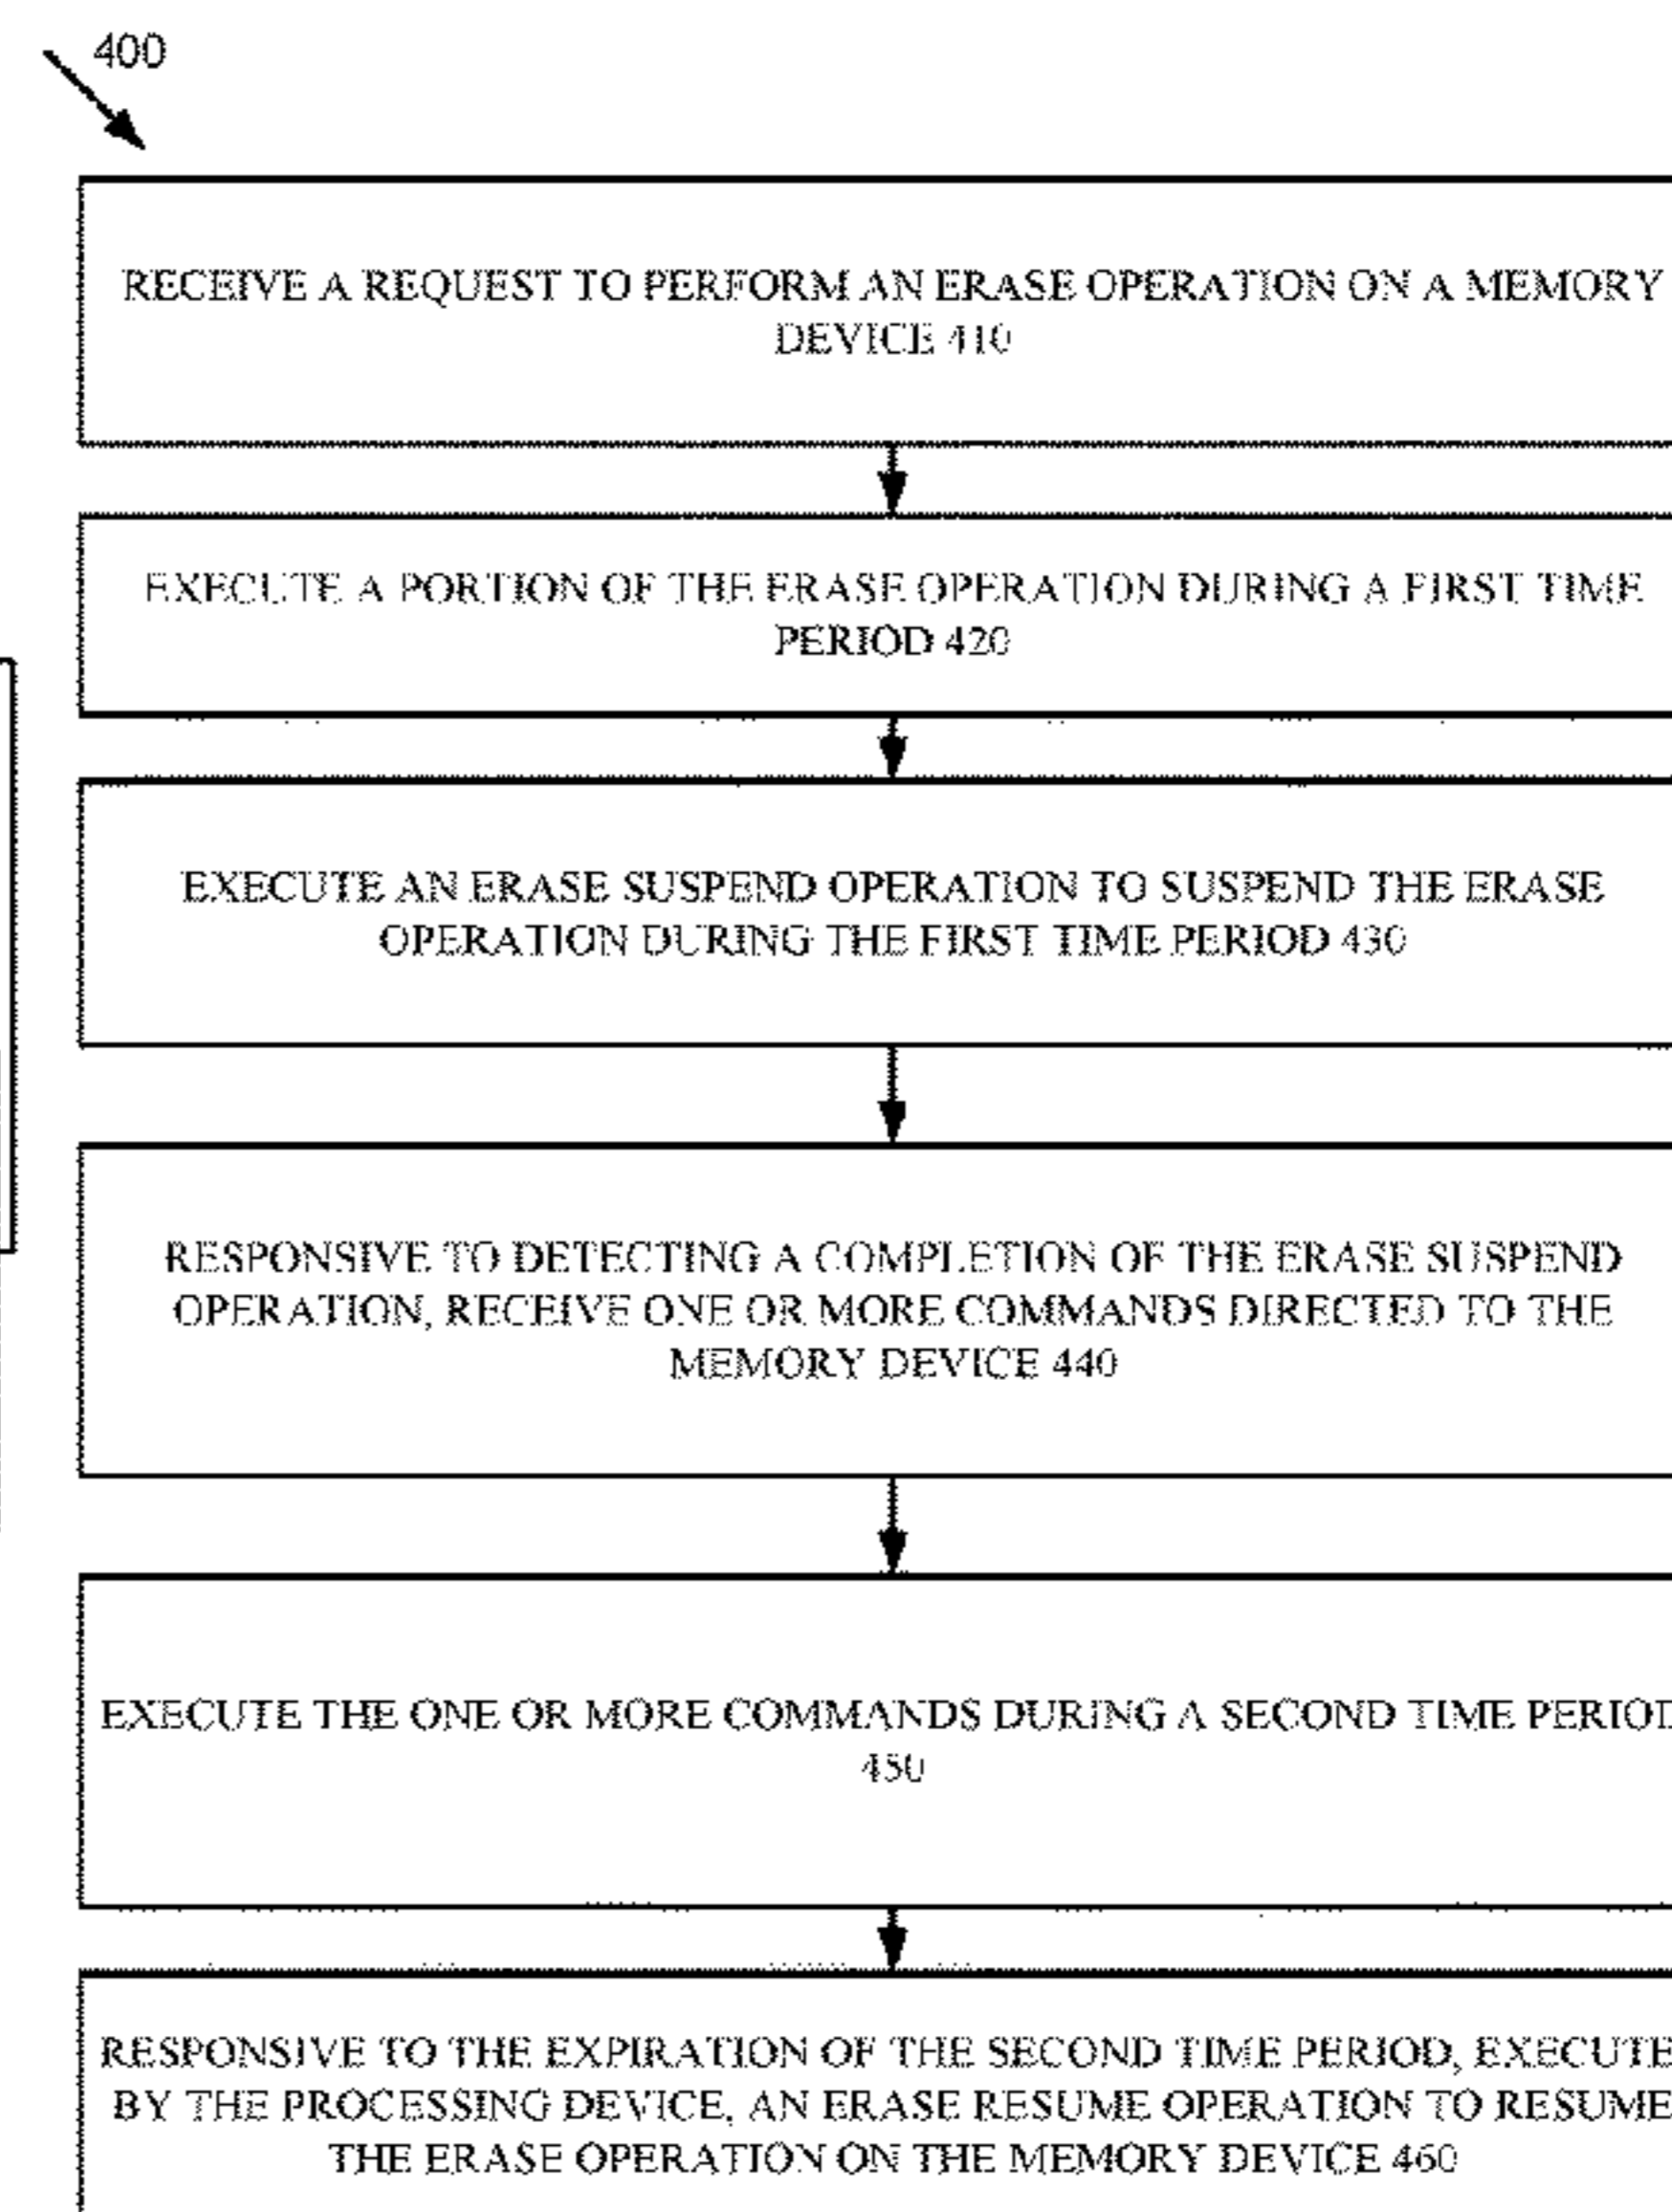 400
RECEIVE A REQUEST TO PERFORM AN ERASE OPERATION ON A MEMORY
DEVICE 410
EXECUTE A PORTION OF THE ERASE OPERATION DURING A FIRST TIME
PERIOD 420
EXECUTE AN ERASE SUSPEND OPERATION TO SUSPEND THE ERASE
OPERATION DURING THE FIRST TIME PERIOD 430
RESPONSIVE TO DETECTING A COMPLETION OF THE ERASE SUSPEND
OPERATION, RECEIVE ONE OR MORE COMMANDS DIRECTED TO THE
MEMORY DEVICE 440
EXECUTE THE ONE OR MORE COMMANDS DURING A SECOND TIME PERIOD
450
RESPONSIVE TO THE EXPIRATION OF THE SECOND TIME PERIOD, EXECUTE
BY THE PROCESSING DEVICE, AN ERASE RESUME OPERATION TO RESUME
THE ERASE OPERATION ON THE MEMORY DEVICE 460